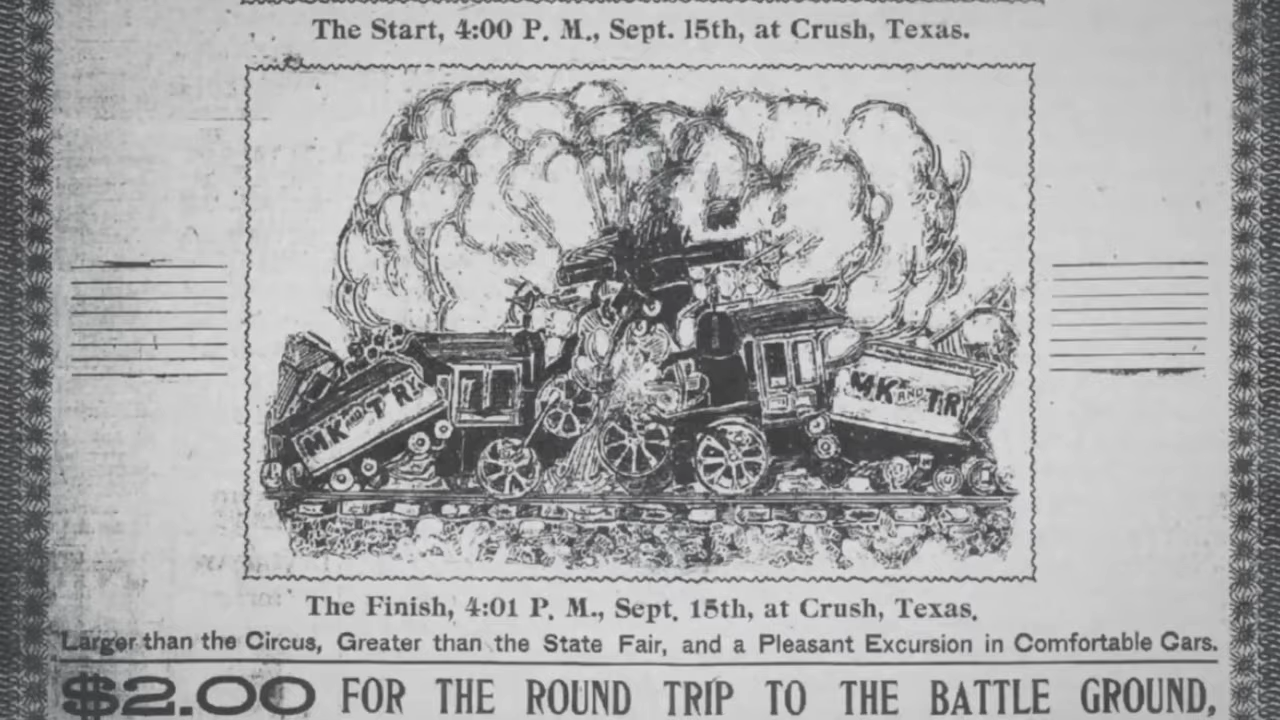 The Start, 4:00 P. M., Sept. 15th, at Crush, Texas.
MK AND T RY
MK AND T RY
The Finish, 4:01 P. M., Sept. 15th, at Crush, Texas.
Larger than the Circus, Greater than the State Fair, and a Pleasant Excursion in Comfortable Cars.
$2.00 FOR THE ROUND TRIP TO THE BATTLE GROUND,